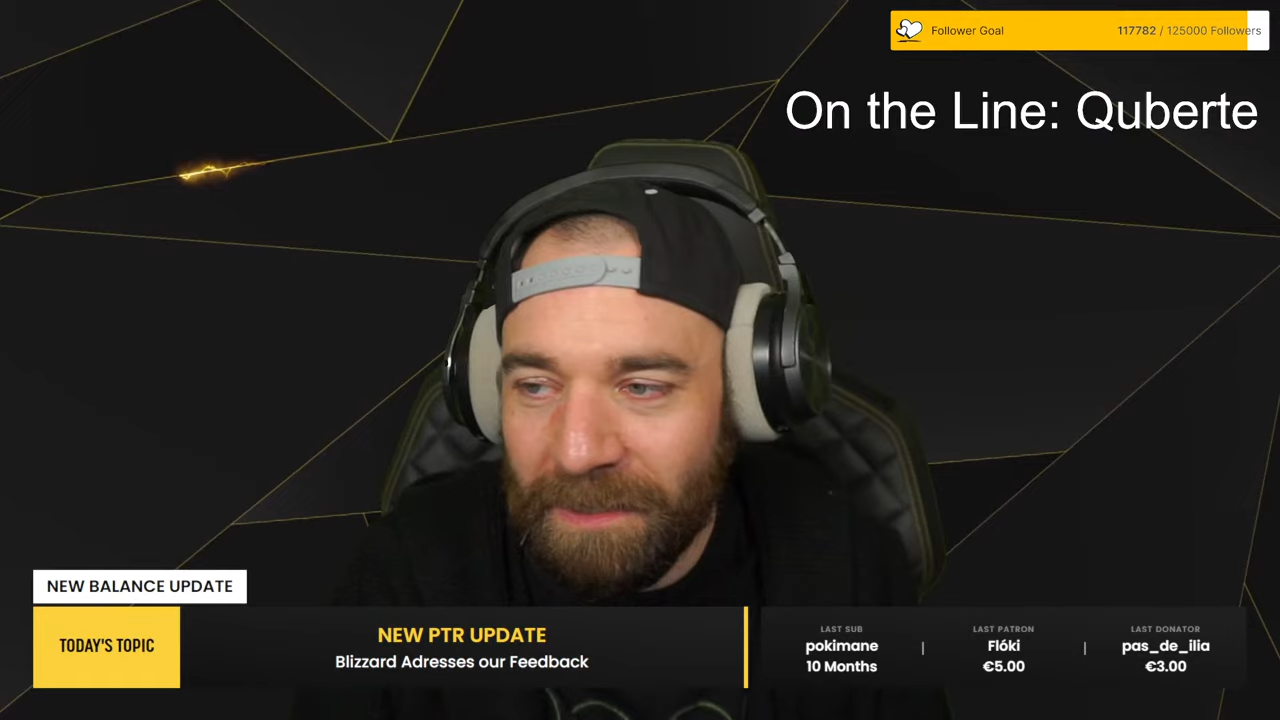 Follower Goal
117782 / 125000 Followers
On the Line: Quberte
NEW BALANCE UPDATE
TODAY'S TOPIC
NEW PTR UPDATE
Blizzard Adresses our Feedback
LAST SUB
pokimane
10 Months
|
LAST PATRON
Flóki
€5.00
|
LAST DONATOR
pas_de_ilia
€3.00